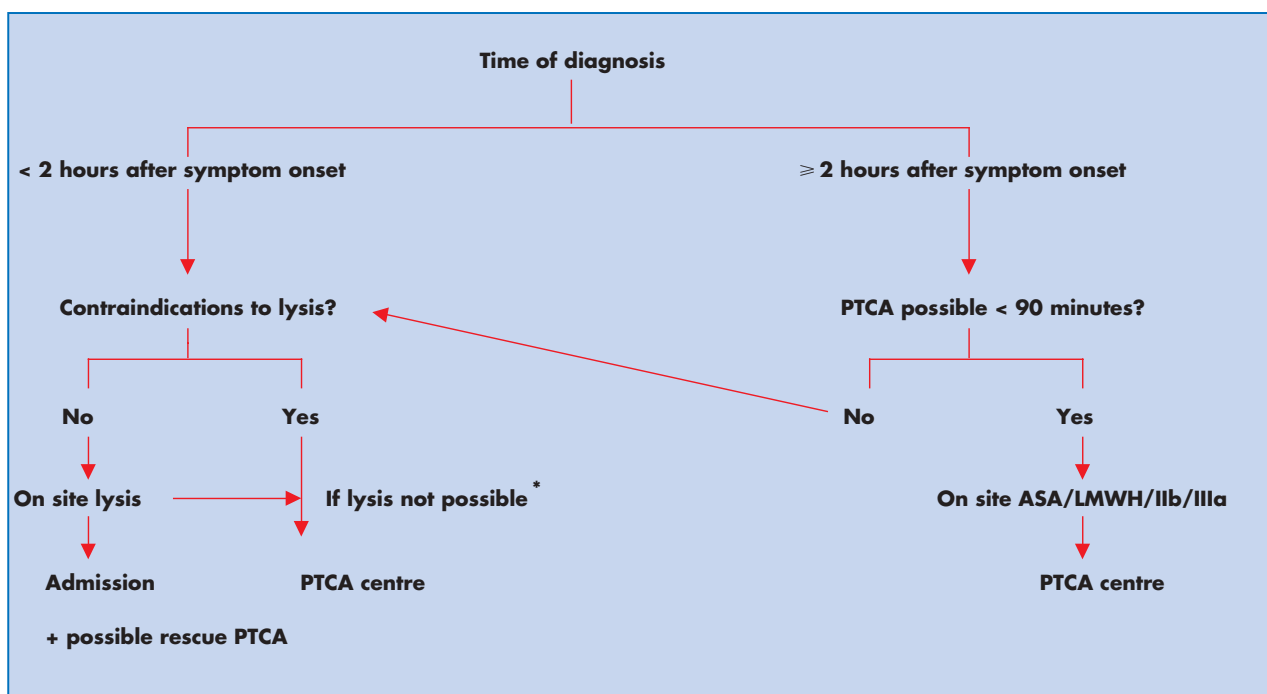 Time of diagnosis
< 2 hours after symptom onset
⩾ 2 hours after symptom onset
Contraindications to lysis?
PTCA possible < 90 minutes?
No
Yes
No
Yes
On site lysis
If lysis not possible*
On site ASA/LMWH/IIb/IIIa
Admission
PTCA centre
PTCA centre
+ possible rescue PTCA